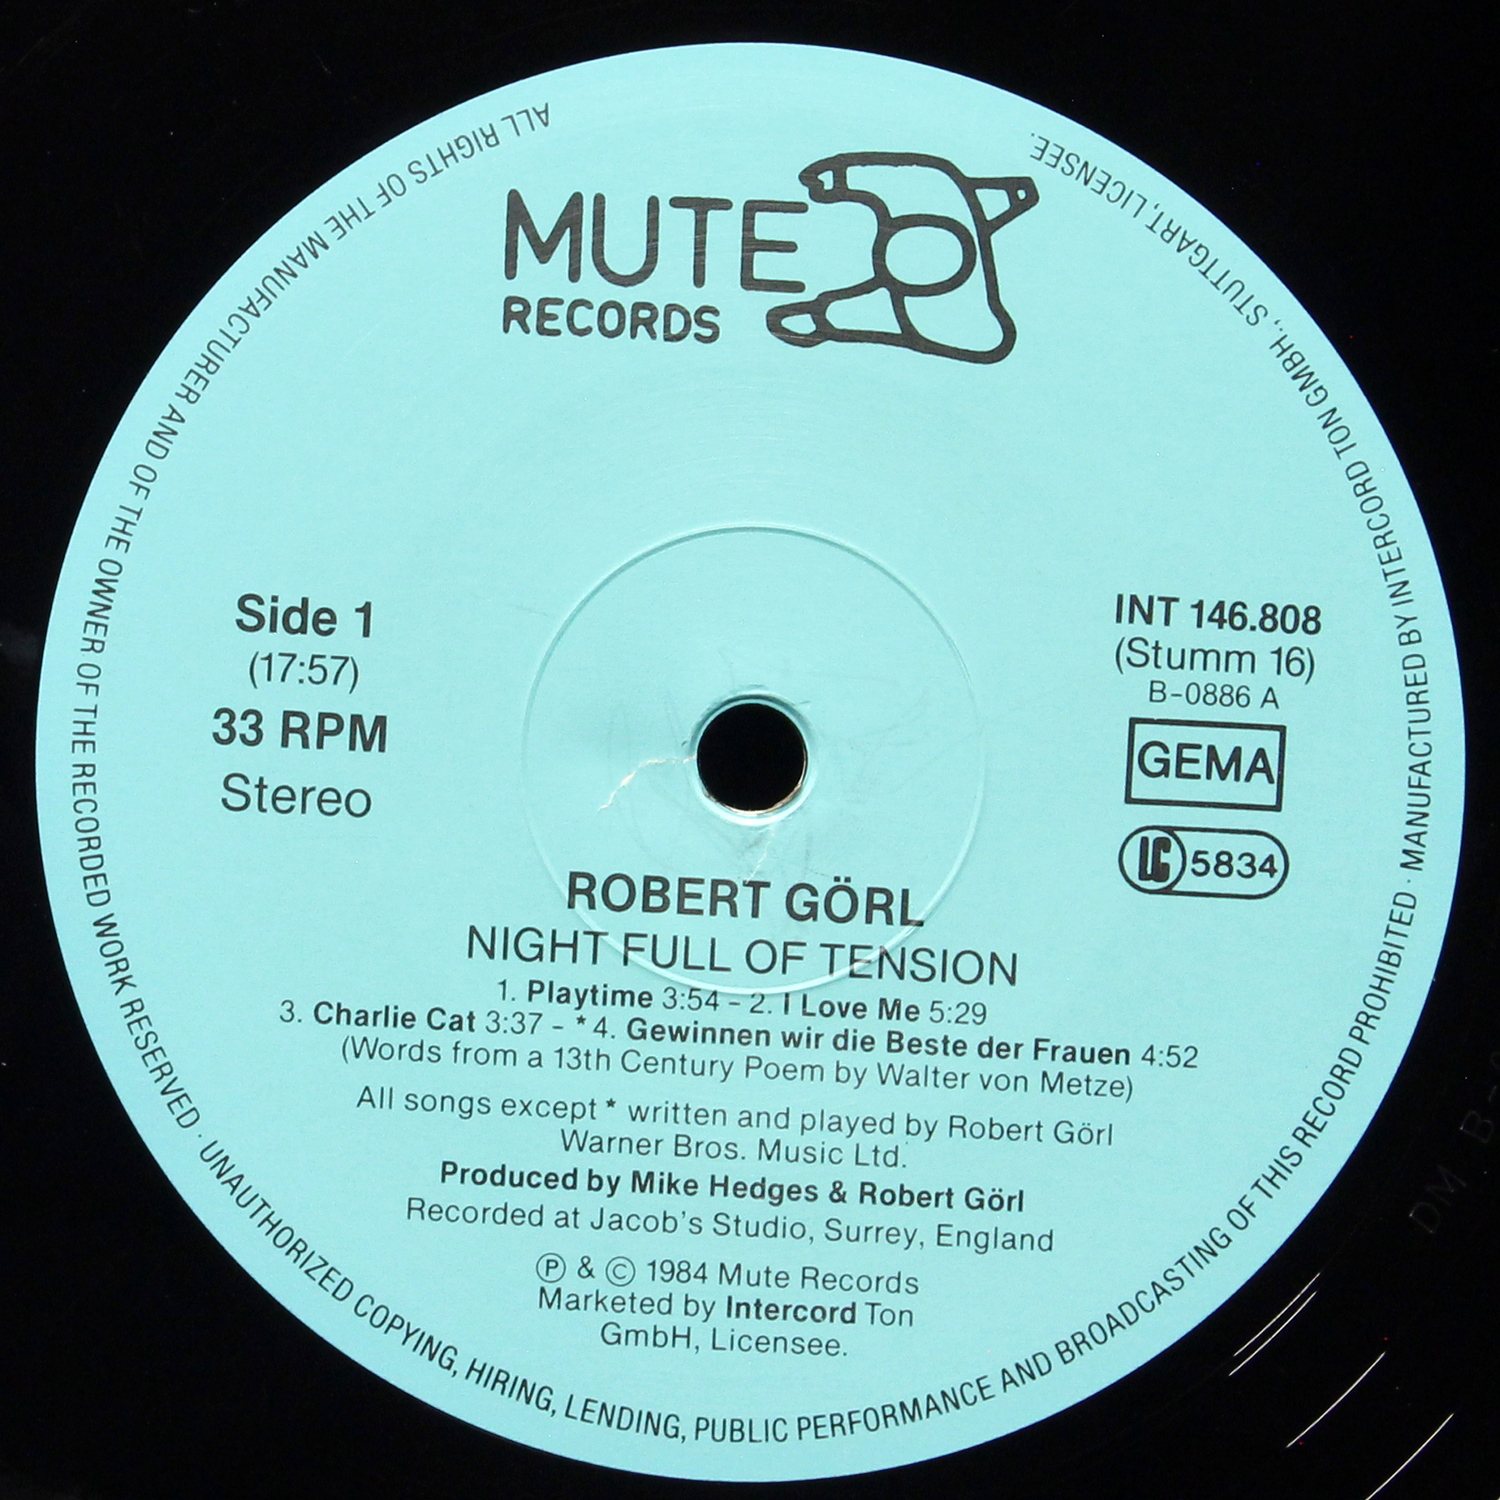 MUTE
RECORDS
Side 1
(17:57)
33 RPM
Stereo
INT 146.808
(Stumm 16)
B-0886 A
GEMA
LC 5834
ROBERT GÖRL
NIGHT FULL OF TENSION
1. Playtime 3:54 - 2. I Love Me 5:29
3. Charlie Cat 3:37 - *4. Gewinnen wir die Beste der Frauen 4:52
(Words from a 13th Century Poem by Walter von Metze)
All songs except * written and played by Robert Görl
Warner Bros. Music Ltd.
Produced by Mike Hedges & Robert Görl
Recorded at Jacob's Studio, Surrey, England
Ⓟ & © 1984 Mute Records
Marketed by Intercord Ton
GmbH, Licensee.
ALL RIGHTS OF THE MANUFACTURER AND OF THE OWNER OF THE RECORDED WORK RESERVED · UNAUTHORIZED COPYING, HIRING, LENDING, PUBLIC PERFORMANCE AND BROADCASTING OF THIS RECORD PROHIBITED · MANUFACTURED BY INTERCORD TON GMBH., STUTTGART, LICENSEE.
DM B-